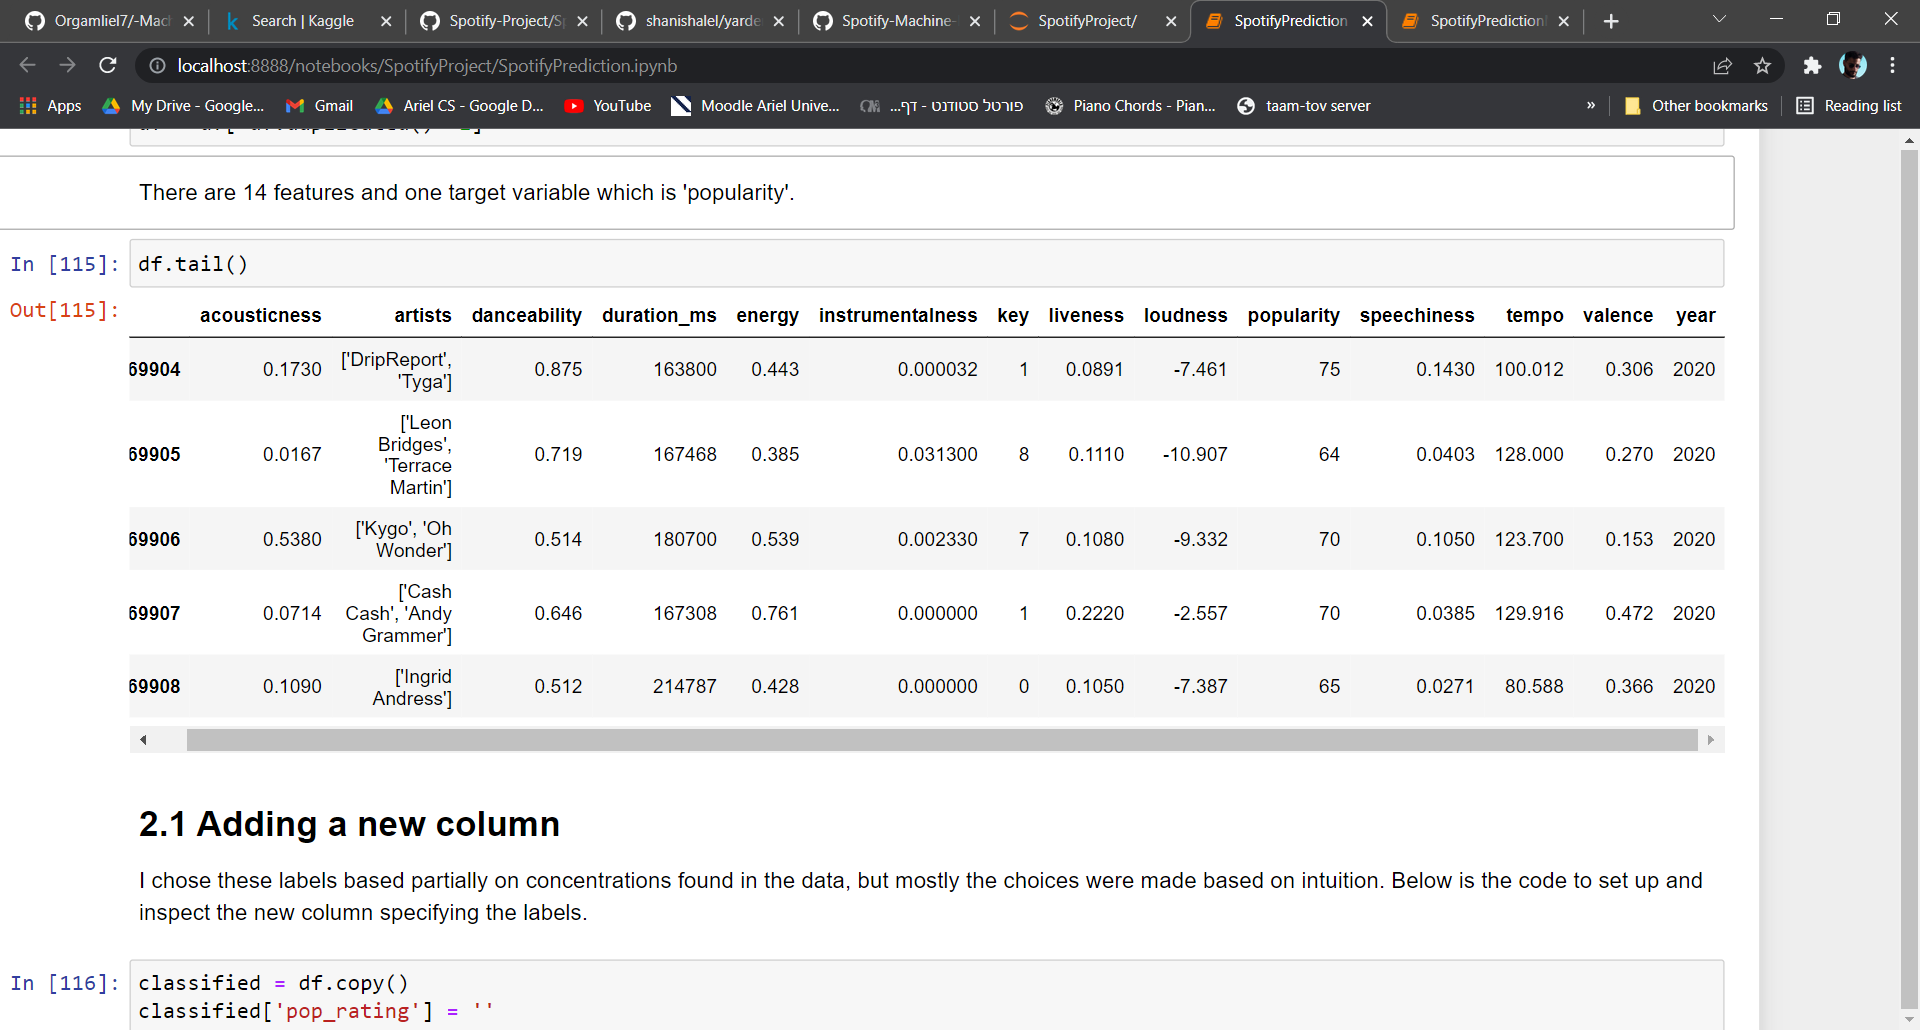 Orgamliel7/-Mach
Search | Kaggle
Spotify-Project/Sp
shanishalel/yarde
Spotify-Machine-
SpotifyProject/
SpotifyPrediction
SpotifyPrediction
localhost:8888/notebooks/SpotifyProject/SpotifyPrediction.ipynb
Apps
My Drive - Google...
Gmail
Ariel CS - Google D...
YouTube
Moodle Ariel Unive...
פורטל סטודנט - דף...
Piano Chords - Pian...
taam-tov server
»
Other bookmarks
Reading list
There are 14 features and one target variable which is 'popularity'.
In [115]: df.tail()
Out[115]:
acousticness artists danceability duration_ms energy instrumentalness key liveness loudness popularity speechiness tempo valence year
69904 0.1730 ['DripReport', 'Tyga'] 0.875 163800 0.443 0.000032 1 0.0891 -7.461 75 0.1430 100.012 0.306 2020
69905 0.0167 ['Leon Bridges', 'Terrace Martin'] 0.719 167468 0.385 0.031300 8 0.1110 -10.907 64 0.0403 128.000 0.270 2020
69906 0.5380 ['Kygo', 'Oh Wonder'] 0.514 180700 0.539 0.002330 7 0.1080 -9.332 70 0.1050 123.700 0.153 2020
69907 0.0714 ['Cash Cash', 'Andy Grammer'] 0.646 167308 0.761 0.000000 1 0.2220 -2.557 70 0.0385 129.916 0.472 2020
69908 0.1090 ['Ingrid Andress'] 0.512 214787 0.428 0.000000 0 0.1050 -7.387 65 0.0271 80.588 0.366 2020
2.1 Adding a new column
I chose these labels based partially on concentrations found in the data, but mostly the choices were made based on intuition. Below is the code to set up and
inspect the new column specifying the labels.
In [116]: classified = df.copy()
classified['pop_rating'] = ''